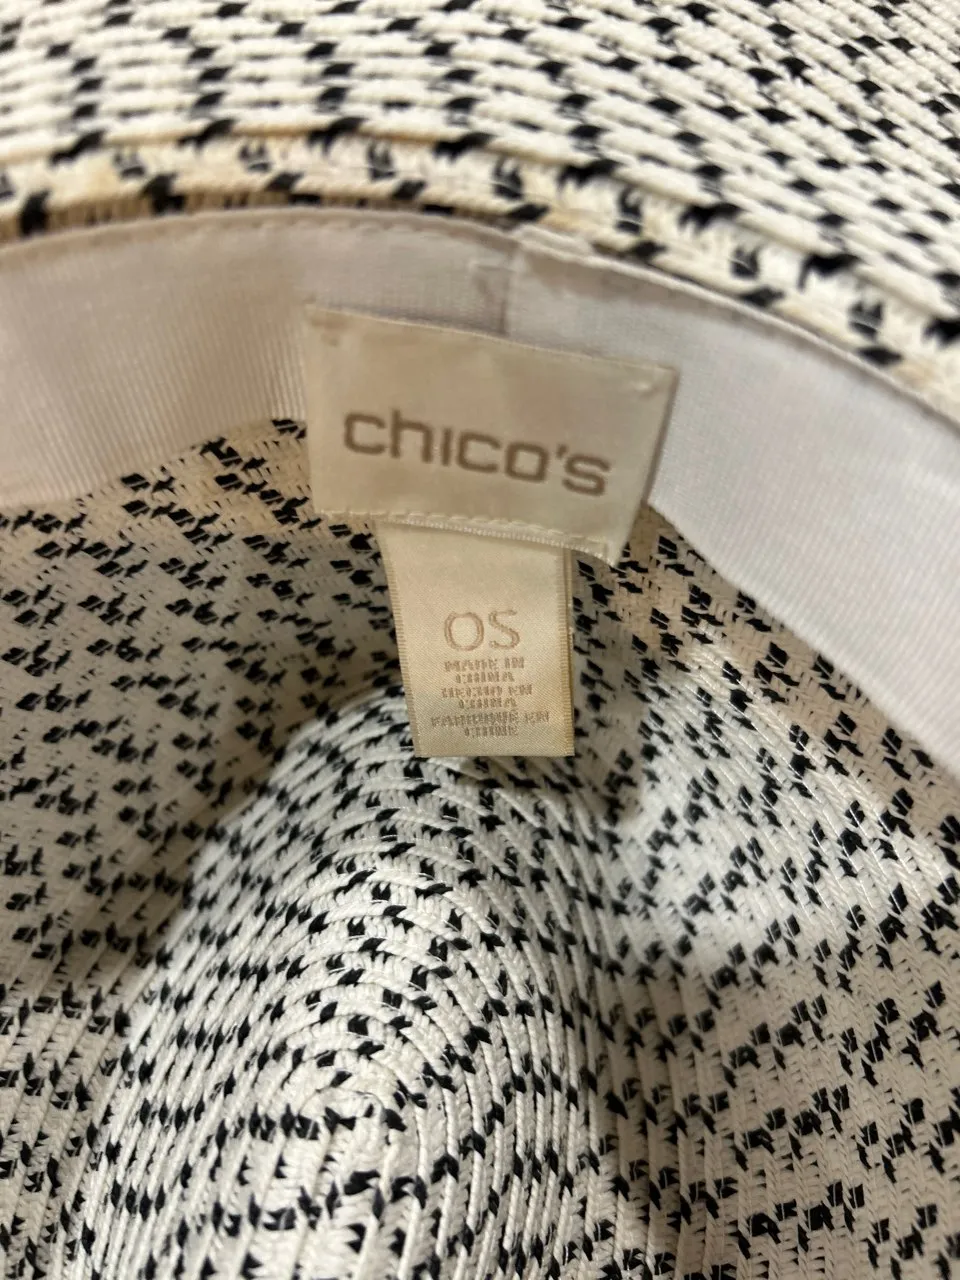 chico's
OS
MADE IN
CHINA
HECHO EN
CHINA
FABRIQUÉ EN
CHINE